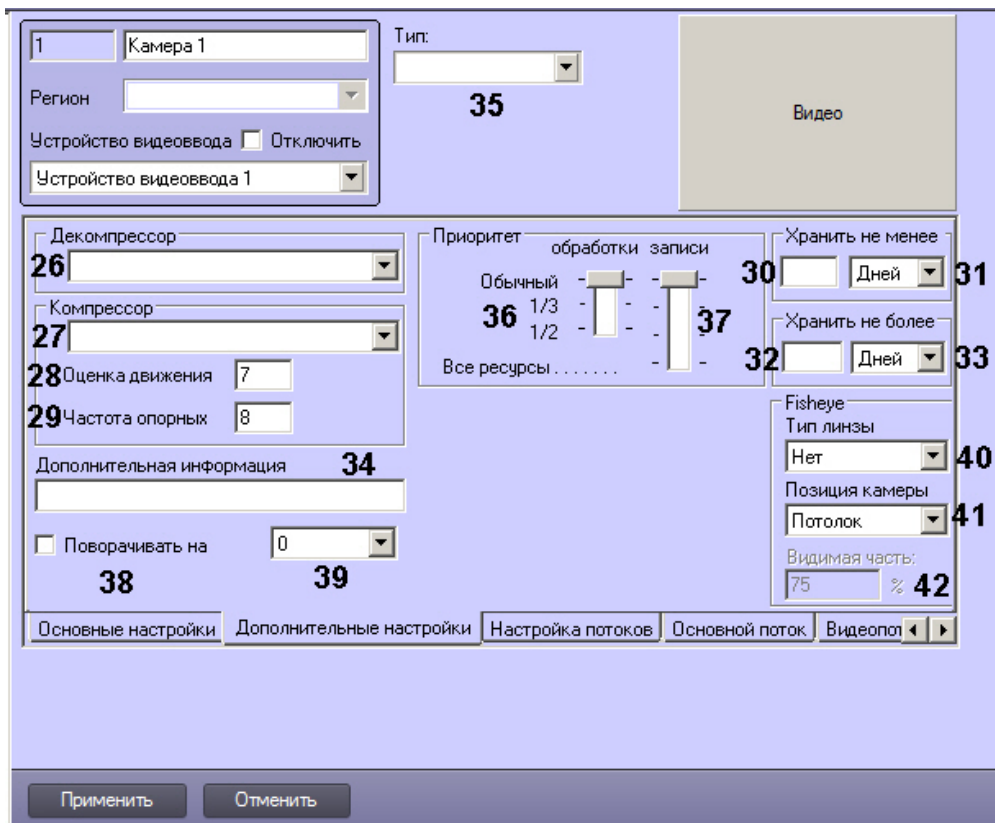 1 Камера 1
Тип:
35
Регион
Устройство видеоввода Отключить
Устройство видеоввода 1
Видео
Декомпрессор
26
Компрессор
27
28 Оценка движения 7
29 Частота опорных 8
Дополнительная информация 34
Поворачивать на 0
38 39
Приоритет
обработки записи
Обычный
1/3
1/2
Все ресурсы . . . . . . .
36 37
Хранить не менее
30 Дней 31
Хранить не более
32 Дней 33
Fisheye
Тип линзы
Нет 40
Позиция камеры
Потолок 41
Видимая часть:
75 % 42
Основные настройки Дополнительные настройки Настройка потоков Основной поток Видеопот
Применить Отменить